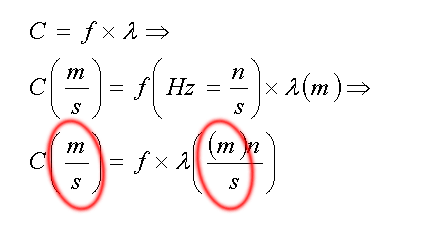 C = f × λ ⇒
C(m/s) = f(Hz = n/s) × λ(m) ⇒
C(m/s) = f × λ((m)n/s)